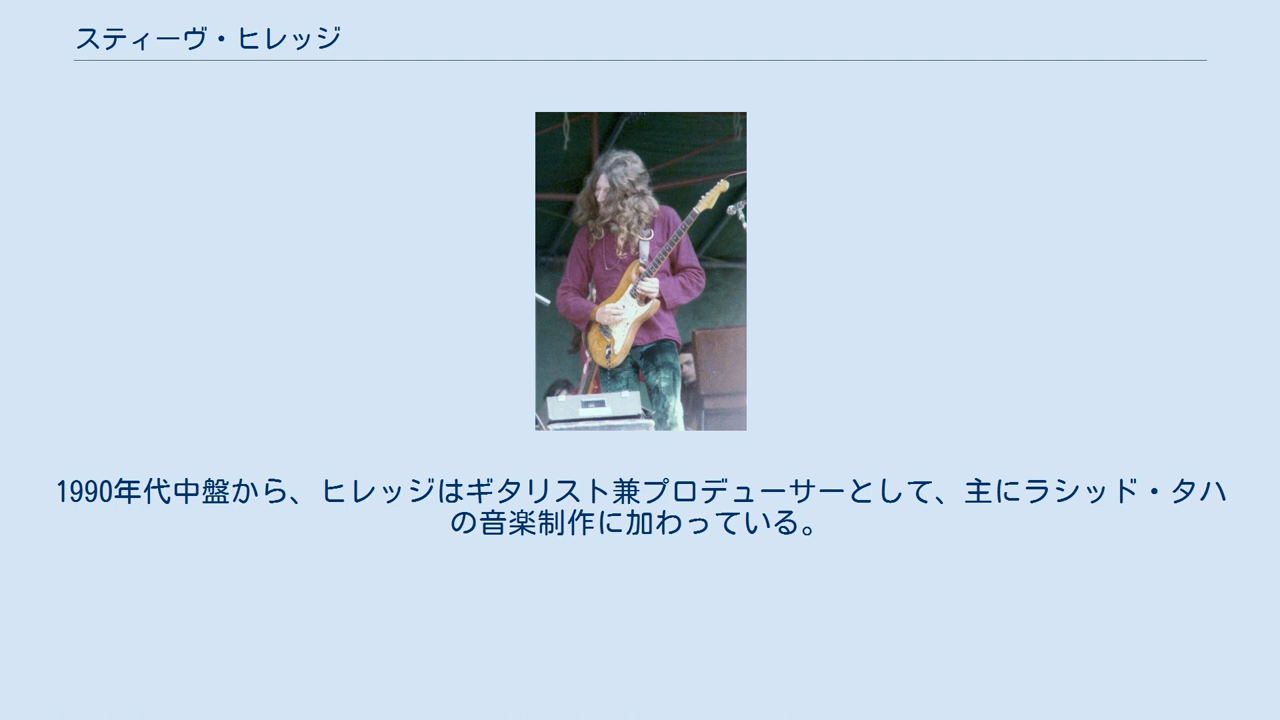 スティーヴ・ヒレッジ
1990年代中盤から、ヒレッジはギタリスト兼プロデューサーとして、主にラシッド・タハ
の音楽制作に加わっている。